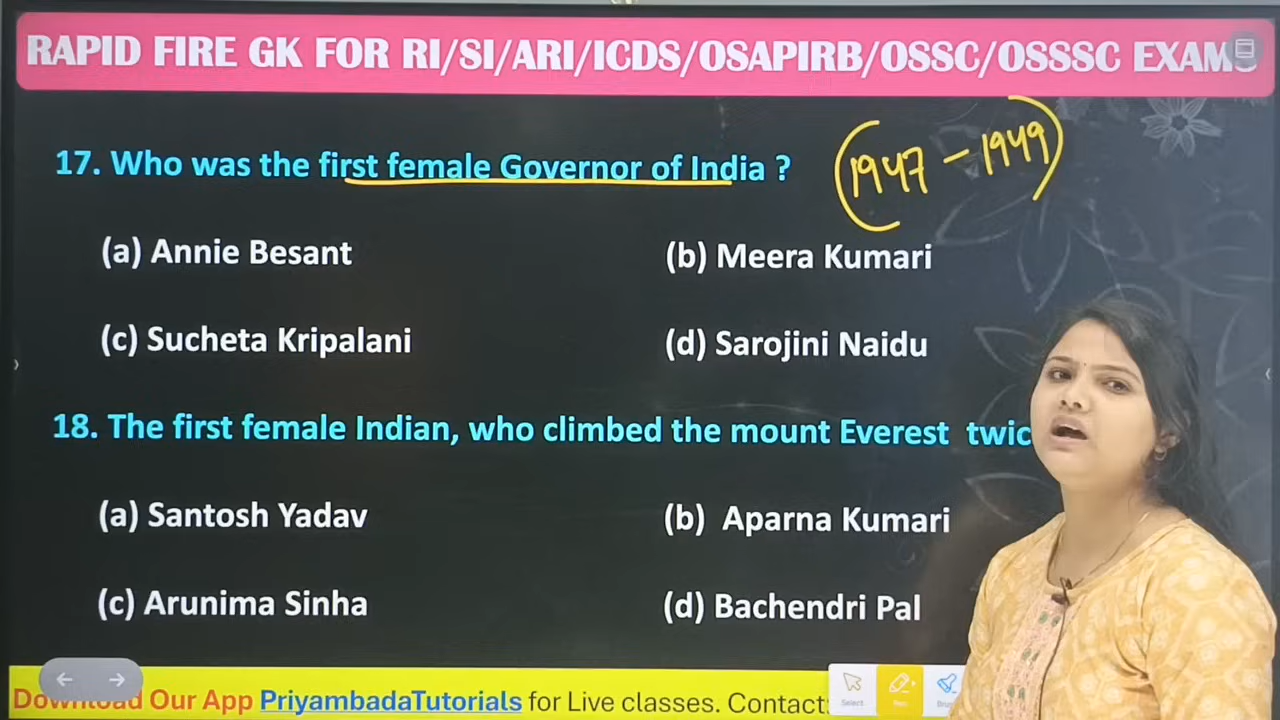 RAPID FIRE GK FOR RI/SI/ARI/ICDS/OSAPIRB/OSSC/OSSSC EXAMS
17. Who was the first female Governor of India ? (1947 - 1949)
(a) Annie Besant (b) Meera Kumari
(c) Sucheta Kripalani (d) Sarojini Naidu
18. The first female Indian, who climbed the mount Everest twic
(a) Santosh Yadav (b) Aparna Kumari
(c) Arunima Sinha (d) Bachendri Pal
Download Our App PriyambadaTutorials for Live classes. Contact:
Select Pen